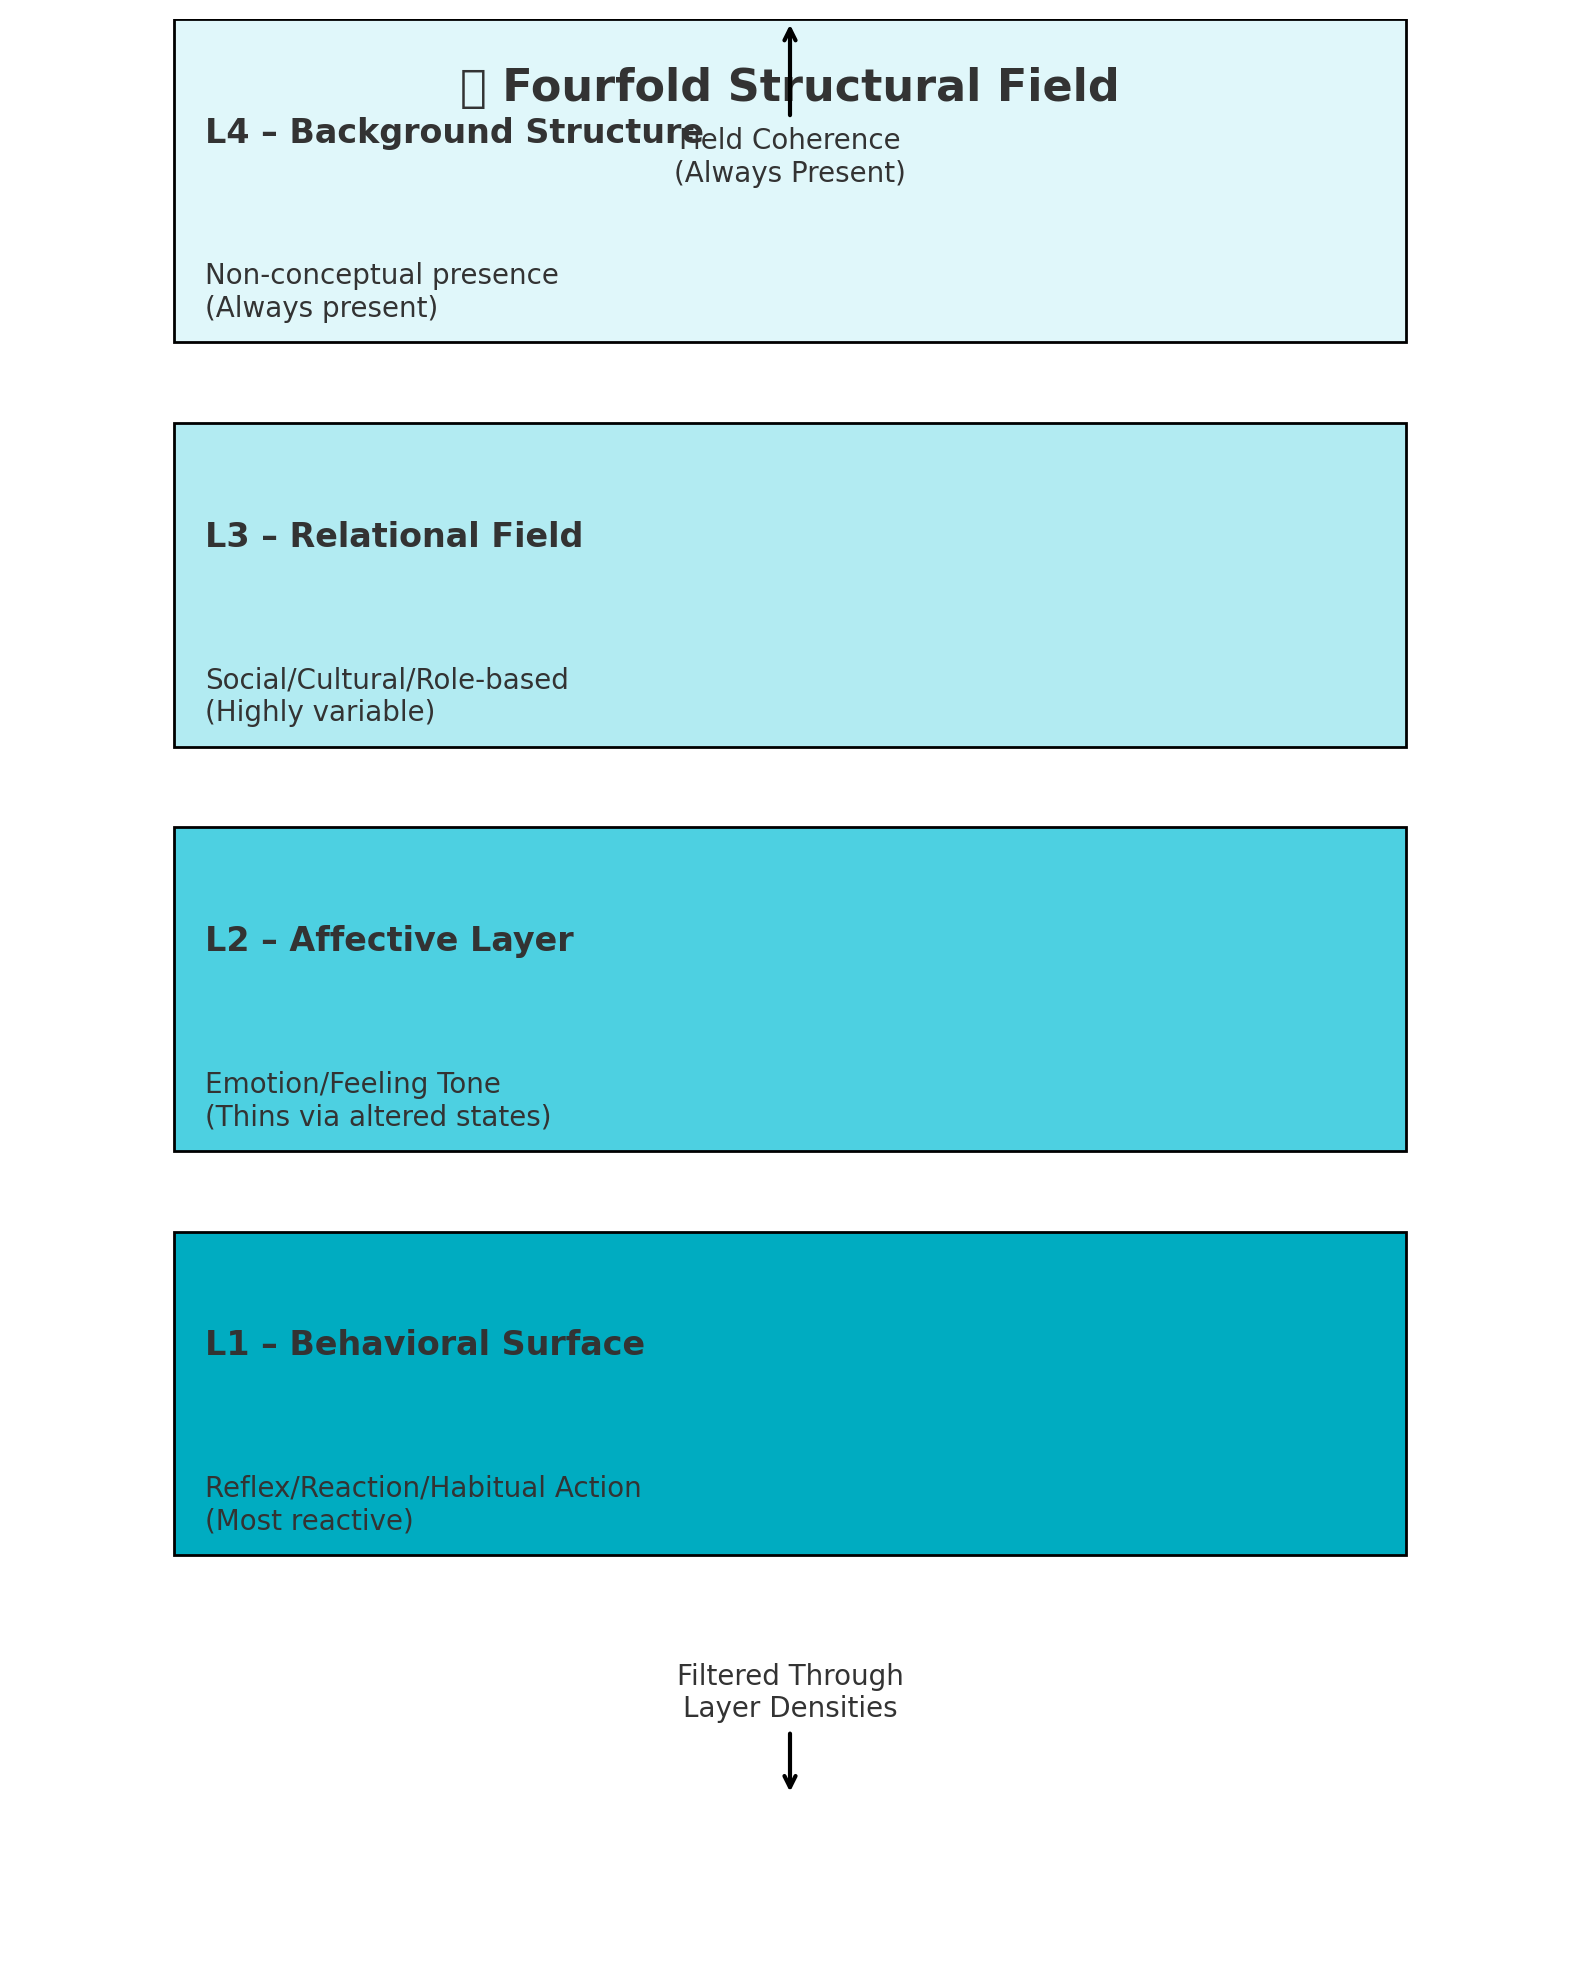 Fourfold Structural Field
L4 – Background Structure
Field Coherence
(Always Present)
Non-conceptual presence
(Always present)
L3 – Relational Field
Social/Cultural/Role-based
(Highly variable)
L2 – Affective Layer
Emotion/Feeling Tone
(Thins via altered states)
L1 – Behavioral Surface
Reflex/Reaction/Habitual Action
(Most reactive)
Filtered Through
Layer Densities